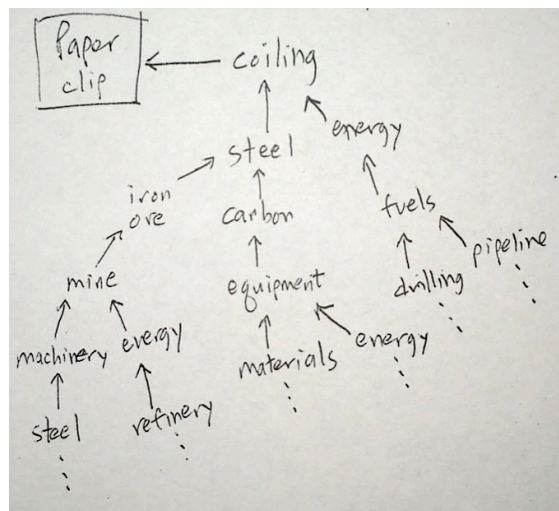 Paper
clip
coiling
energy
steel
iron
ore
carbon
fuels
pipeline
mine
equipment
drilling
machinery
energy
materials
energy
steel
refinery